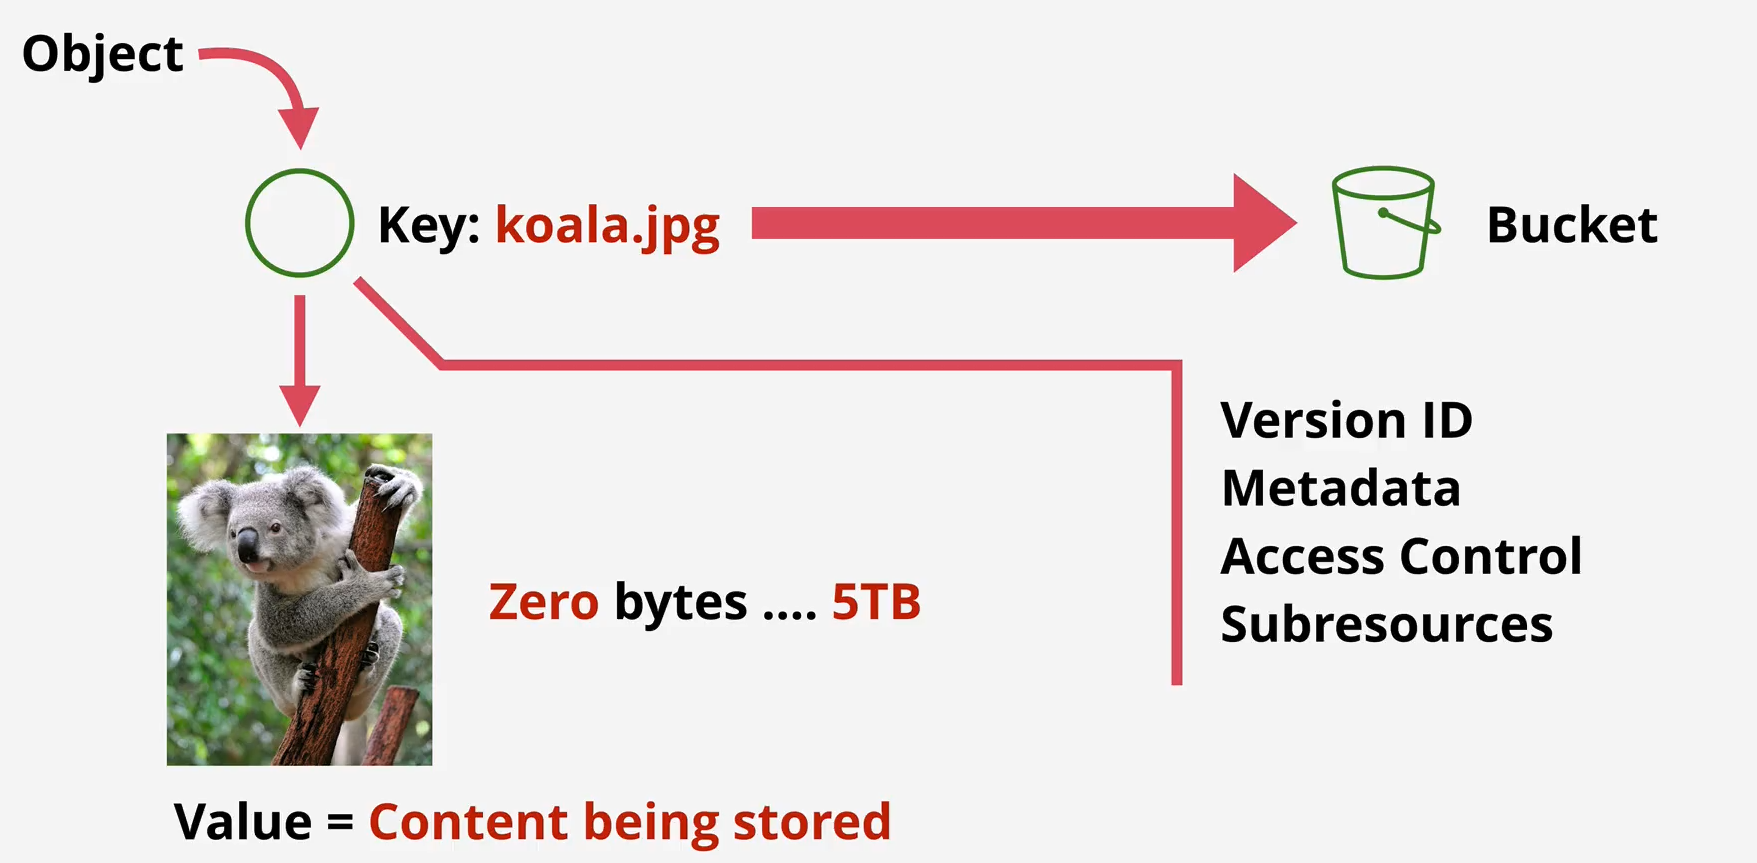 Object
Key: koala.jpg
Bucket
Version ID
Metadata
Access Control
Subresources
Zero bytes .... 5TB
Value = Content being stored